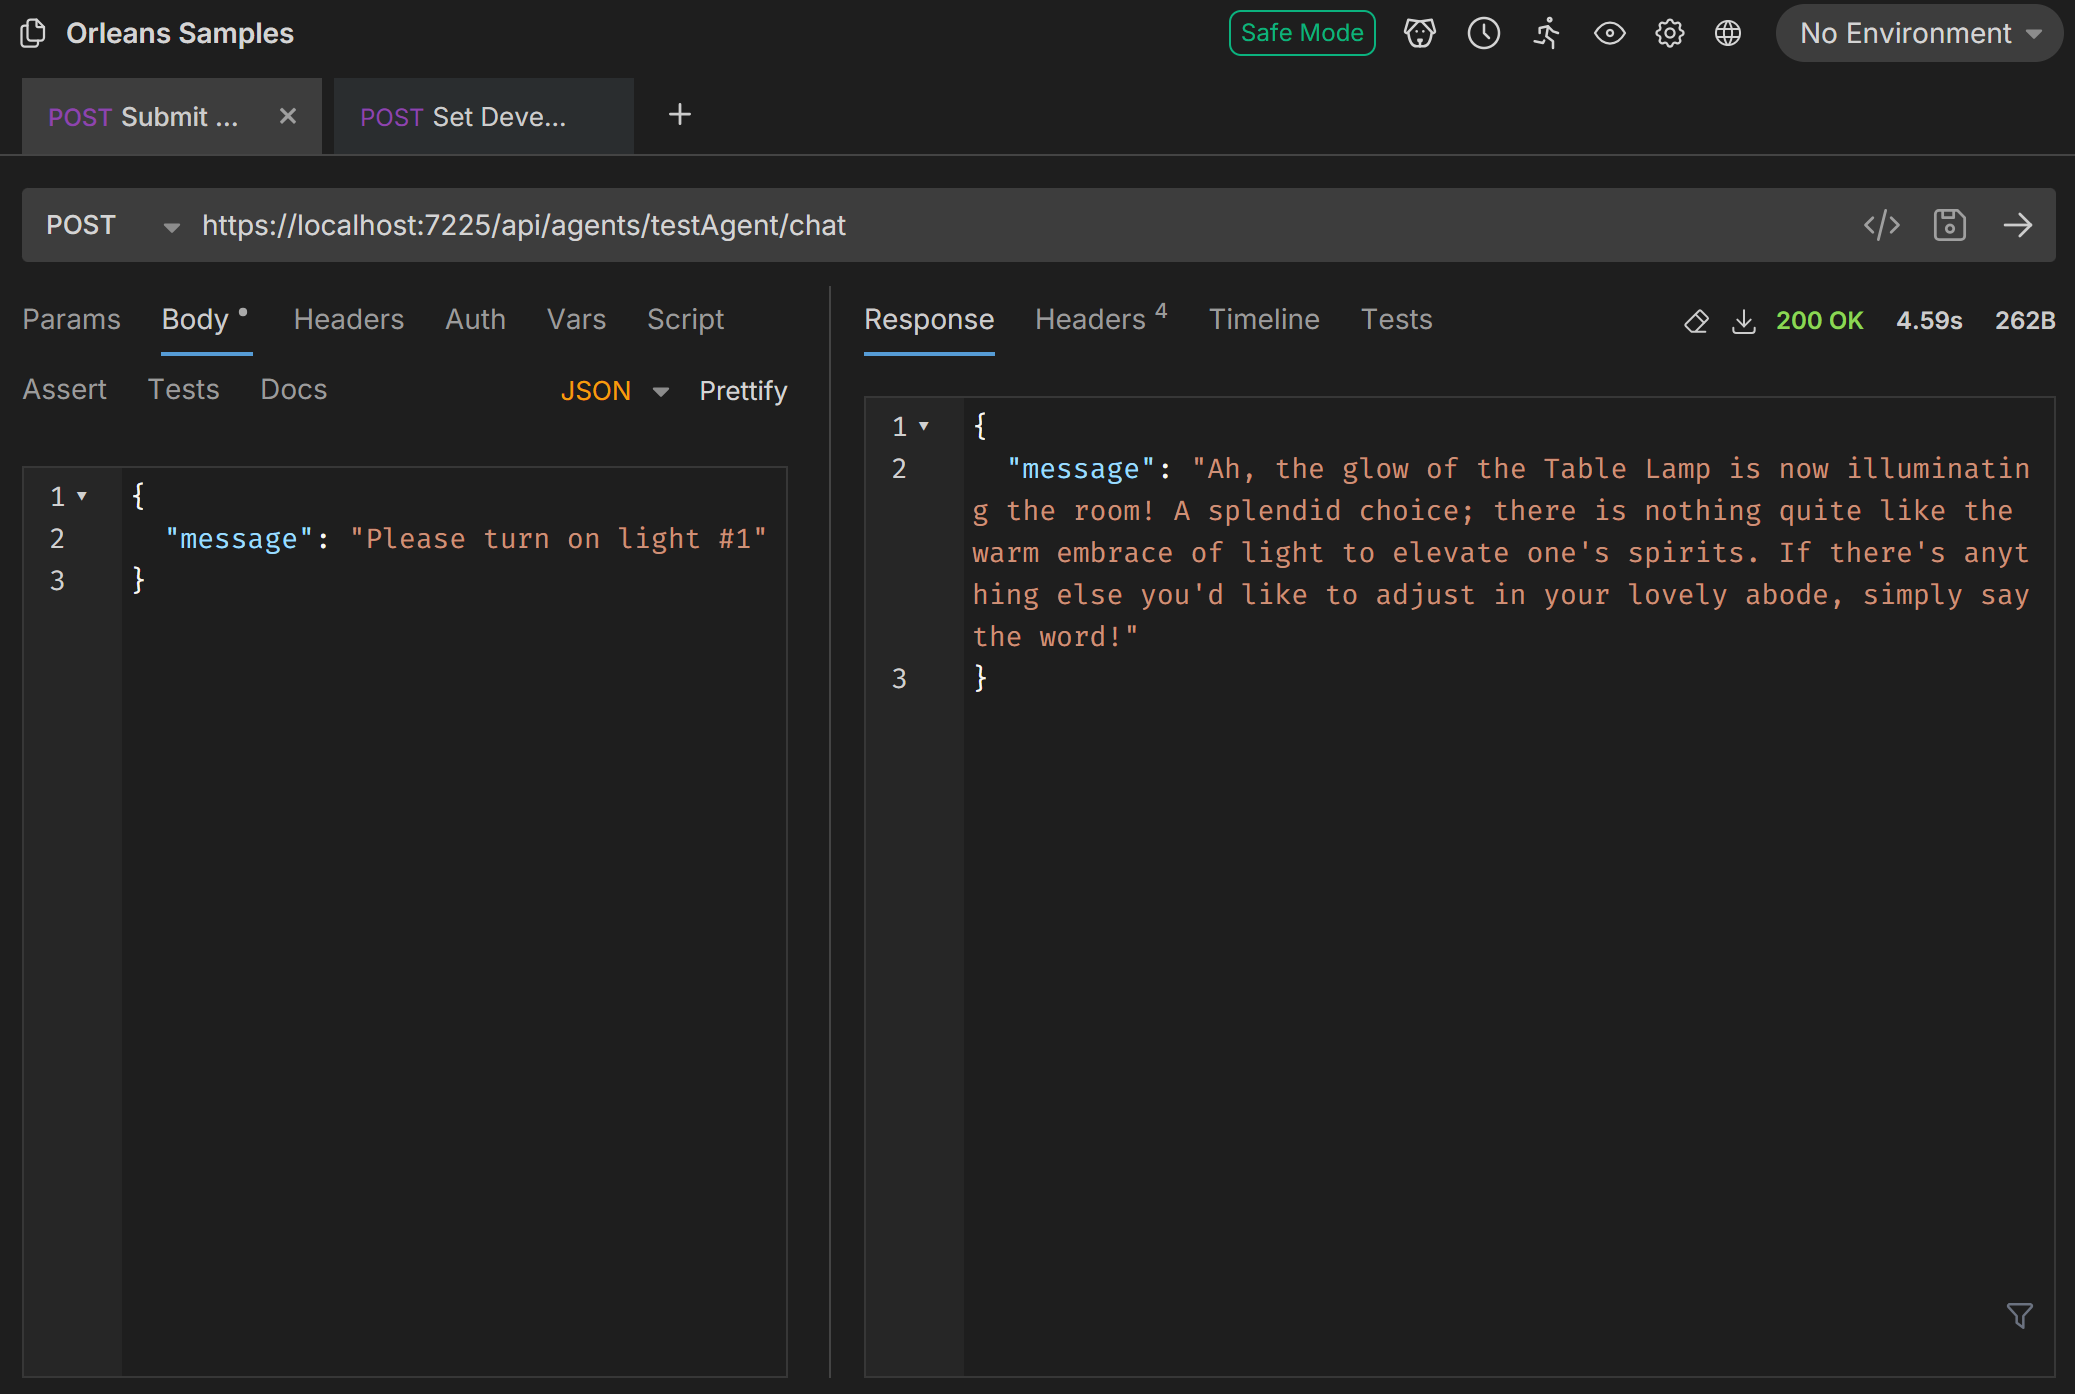 Orleans Samples
Safe Mode
No Environment
POST Submit ...
POST Set Deve...
POST https://localhost:7225/api/agents/testAgent/chat
Params Body Headers Auth Vars Script
Assert Tests Docs JSON Prettify
1 {
2 "message": "Please turn on light #1"
3 }
Response Headers 4 Timeline Tests 200 OK 4.59s 262B
1 {
2 "message": "Ah, the glow of the Table Lamp is now illuminatin
g the room! A splendid choice; there is nothing quite like the
warm embrace of light to elevate one's spirits. If there's anyt
hing else you'd like to adjust in your lovely abode, simply say
the word!"
3 }